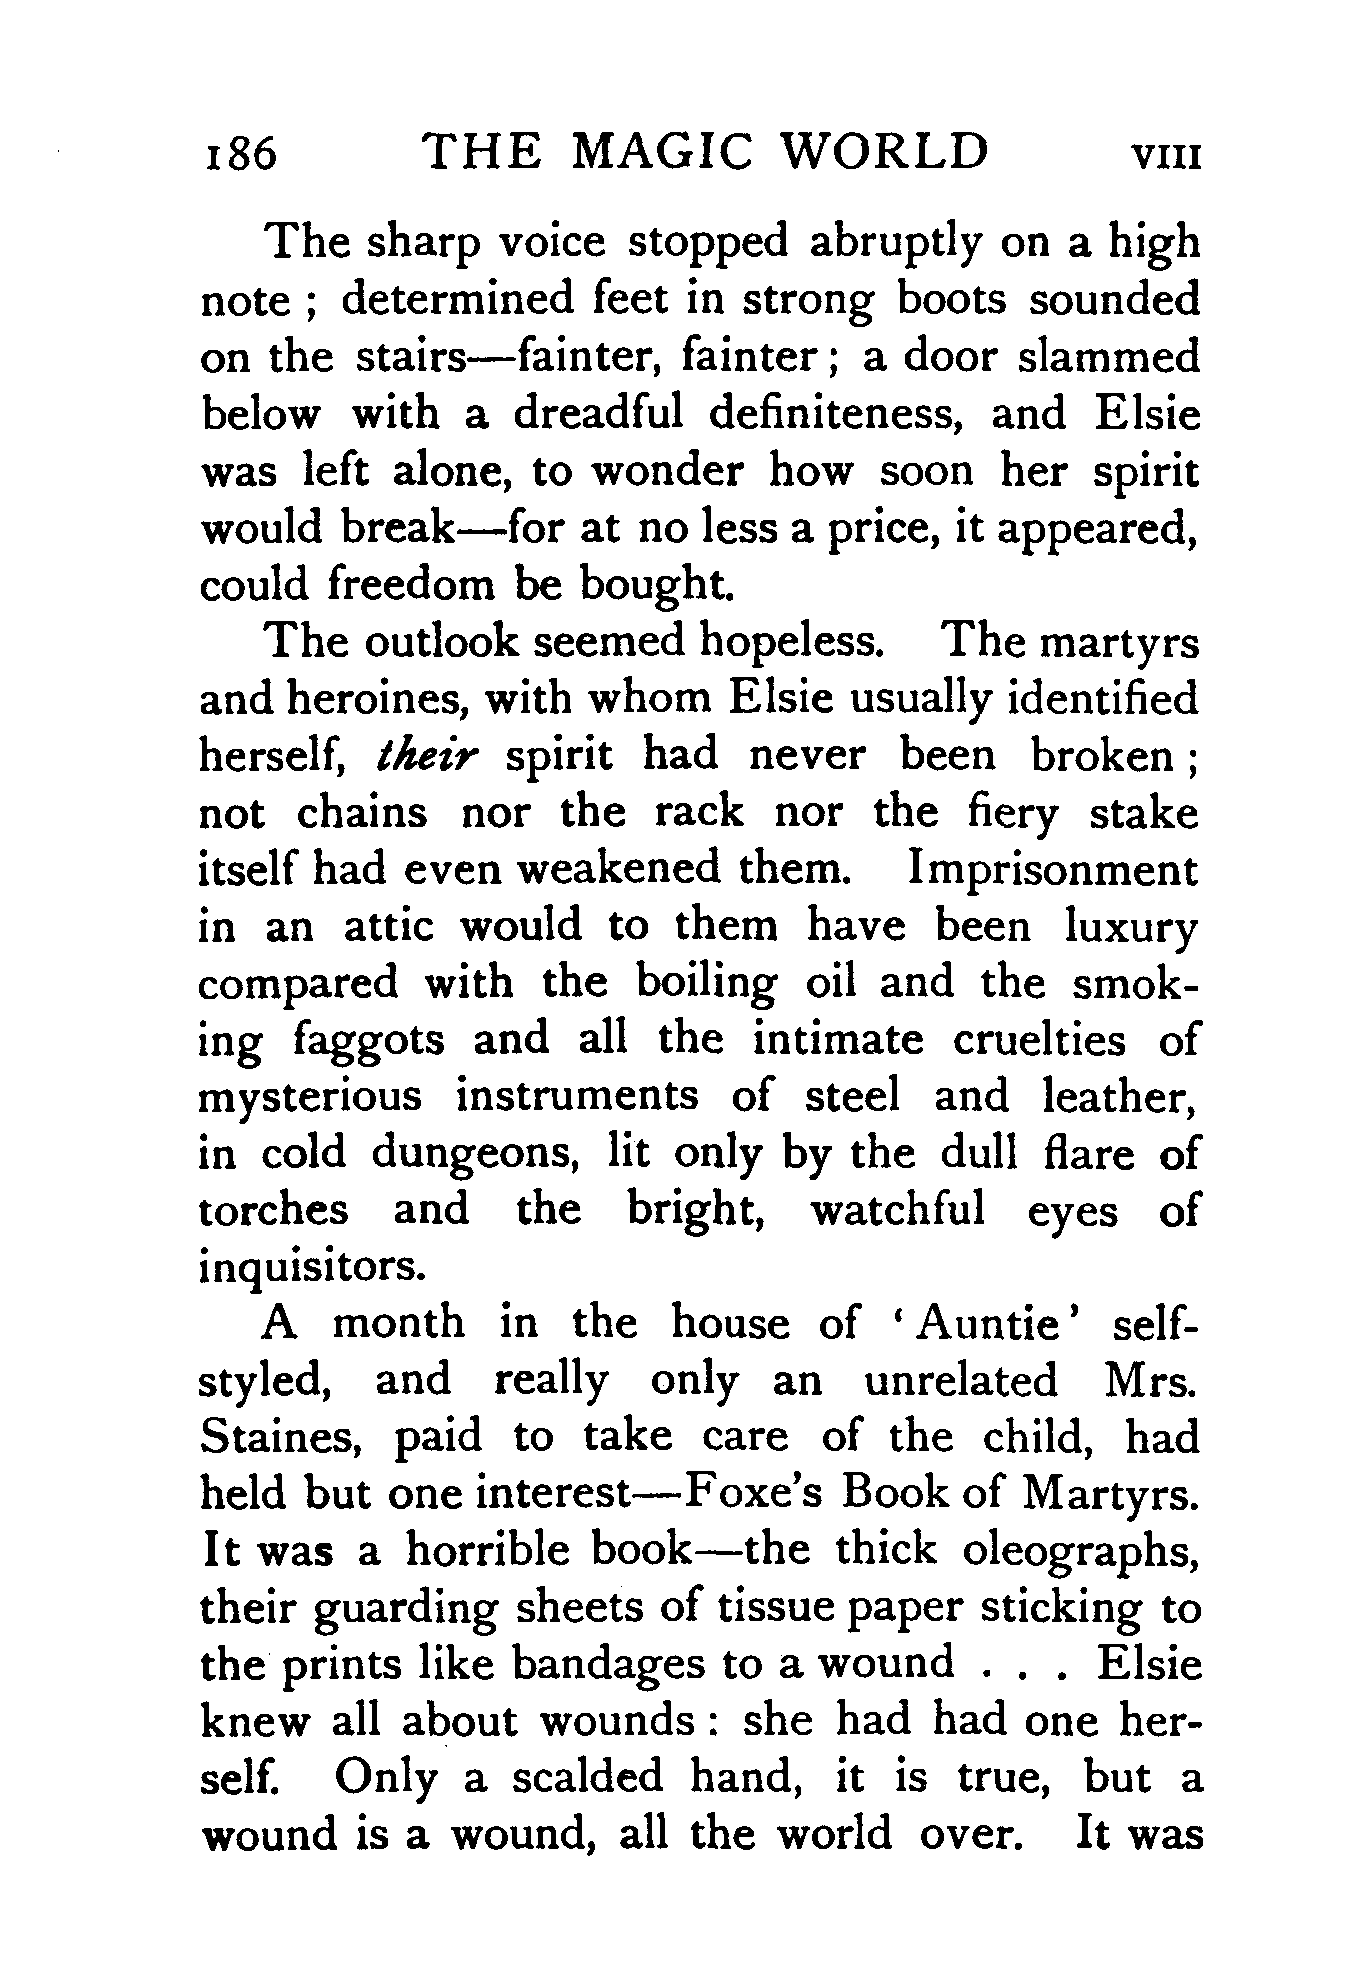 186 THE MAGIC WORLD VIII
The sharp voice stopped abruptly on a high
note ; determined feet in strong boots sounded
on the stairs—fainter, fainter ; a door slammed
below with a dreadful definiteness, and Elsie
was left alone, to wonder how soon her spirit
would break—for at no less a price, it appeared,
could freedom be bought.
The outlook seemed hopeless. The martyrs
and heroines, with whom Elsie usually identified
herself, their spirit had never been broken ;
not chains nor the rack nor the fiery stake
itself had even weakened them. Imprisonment
in an attic would to them have been luxury
compared with the boiling oil and the smok-
ing faggots and all the intimate cruelties of
mysterious instruments of steel and leather,
in cold dungeons, lit only by the dull flare of
torches and the bright, watchful eyes of
inquisitors.
A month in the house of ‘ Auntie ’ self-
styled, and really only an unrelated Mrs.
Staines, paid to take care of the child, had
held but one interest—Foxe’s Book of Martyrs.
It was a horrible book—the thick oleographs,
their guarding sheets of tissue paper sticking to
the prints like bandages to a wound . . . Elsie
knew all about wounds : she had had one her-
self. Only a scalded hand, it is true, but a
wound is a wound, all the world over. It was